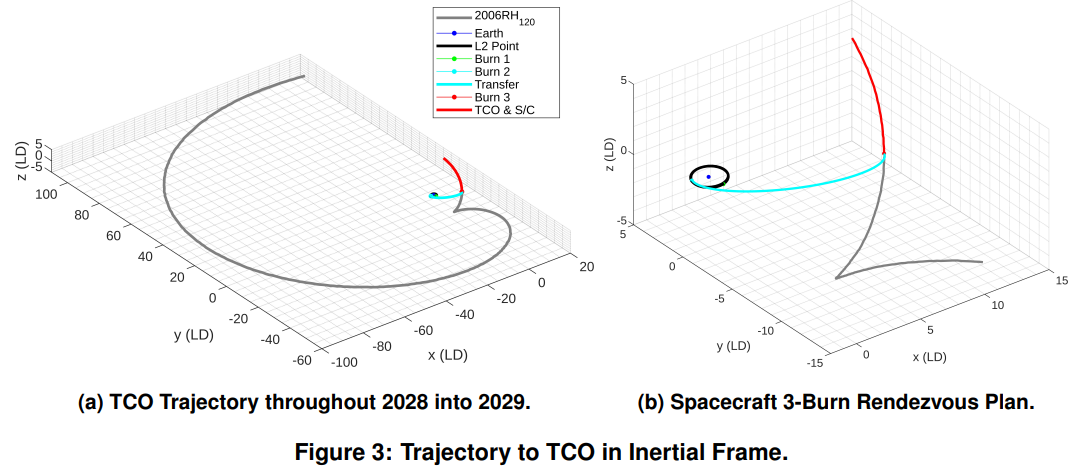 2006RH120
Earth
L2 Point
Burn 1
Burn 2
Transfer
Burn 3
TCO & S/C
z (LD)
5
0
-5
100
80
60
40
20
0
-20
-40
-60
y (LD)
-100
-80
-60
-40
-20
0
20
x (LD)
z (LD)
5
0
-5
5
0
-5
-10
-15
y (LD)
0
5
10
15
x (LD)
(a) TCO Trajectory throughout 2028 into 2029.
(b) Spacecraft 3-Burn Rendezvous Plan.
Figure 3: Trajectory to TCO in Inertial Frame.